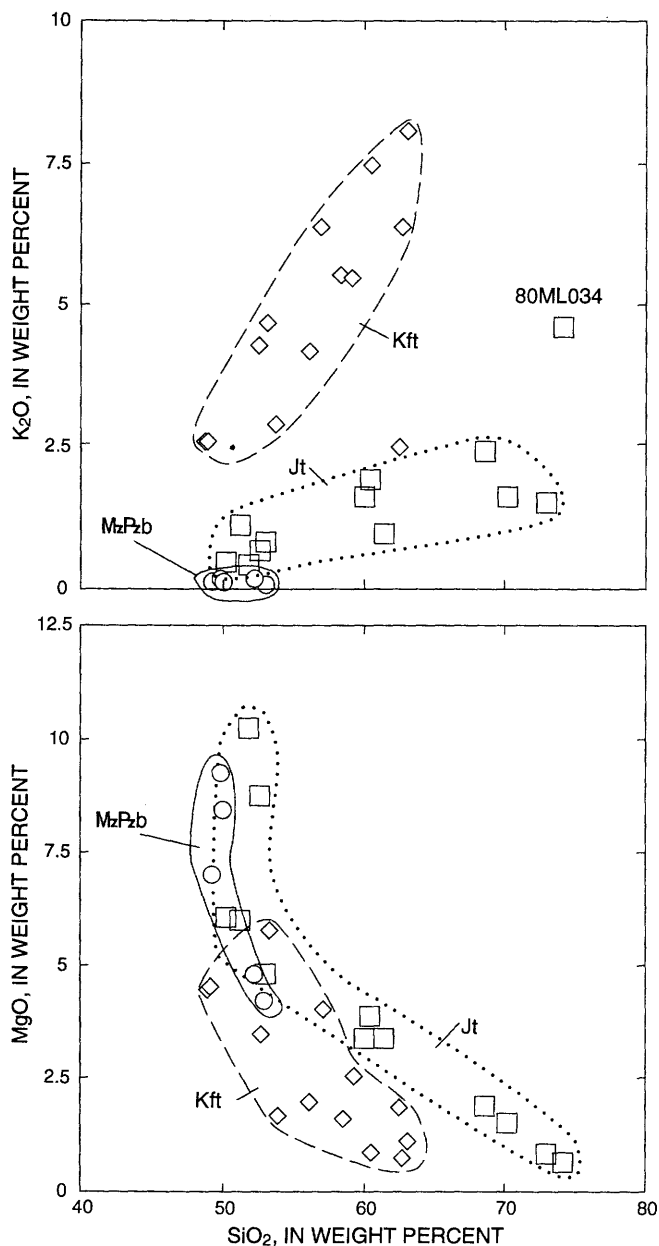 10
7.5
5
2.5
0
K₂O, IN WEIGHT PERCENT
80ML034
Kft
Jt
MzPzb
12.5
10
7.5
5
2.5
0
MgO, IN WEIGHT PERCENT
MzPzb
Jt
Kft
40 50 60 70 80
SiO₂, IN WEIGHT PERCENT